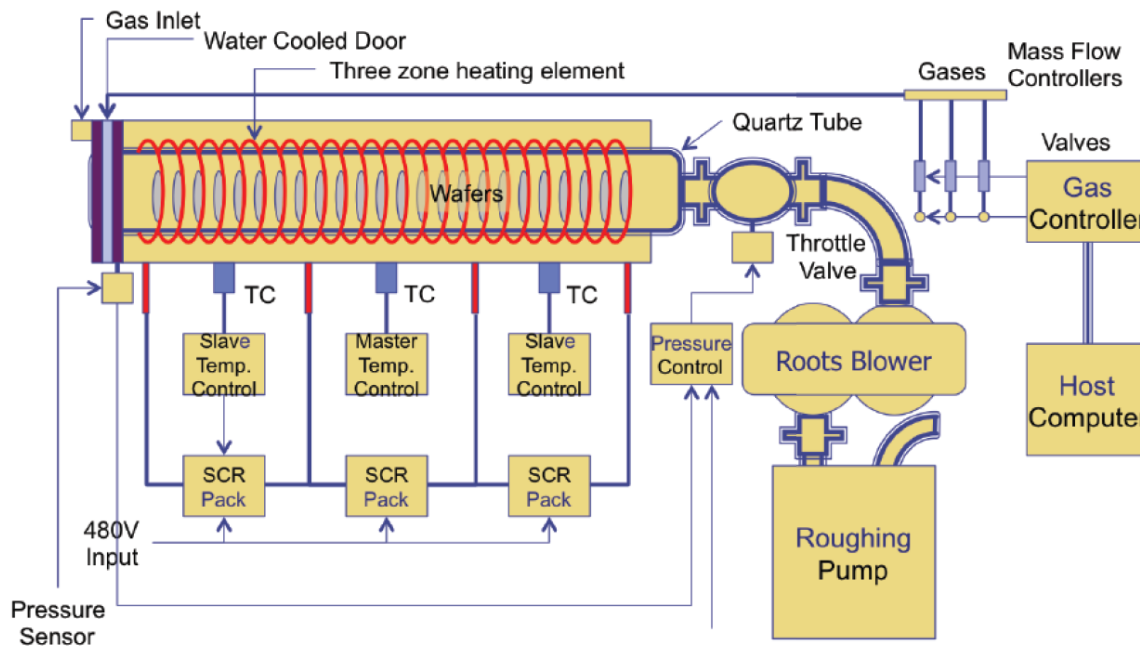 Gas Inlet
Water Cooled Door
Three zone heating element
Gases
Mass Flow
Controllers
Quartz Tube
Valves
Wafers
Gas
Controller
Throttle
Valve
TC
TC
TC
Slave
Temp.
Control
Master
Temp.
Control
Slave
Temp.
Control
Pressure
Control
Roots Blower
Host
Computer
SCR
Pack
SCR
Pack
SCR
Pack
480V
Input
Roughing
Pump
Pressure
Sensor